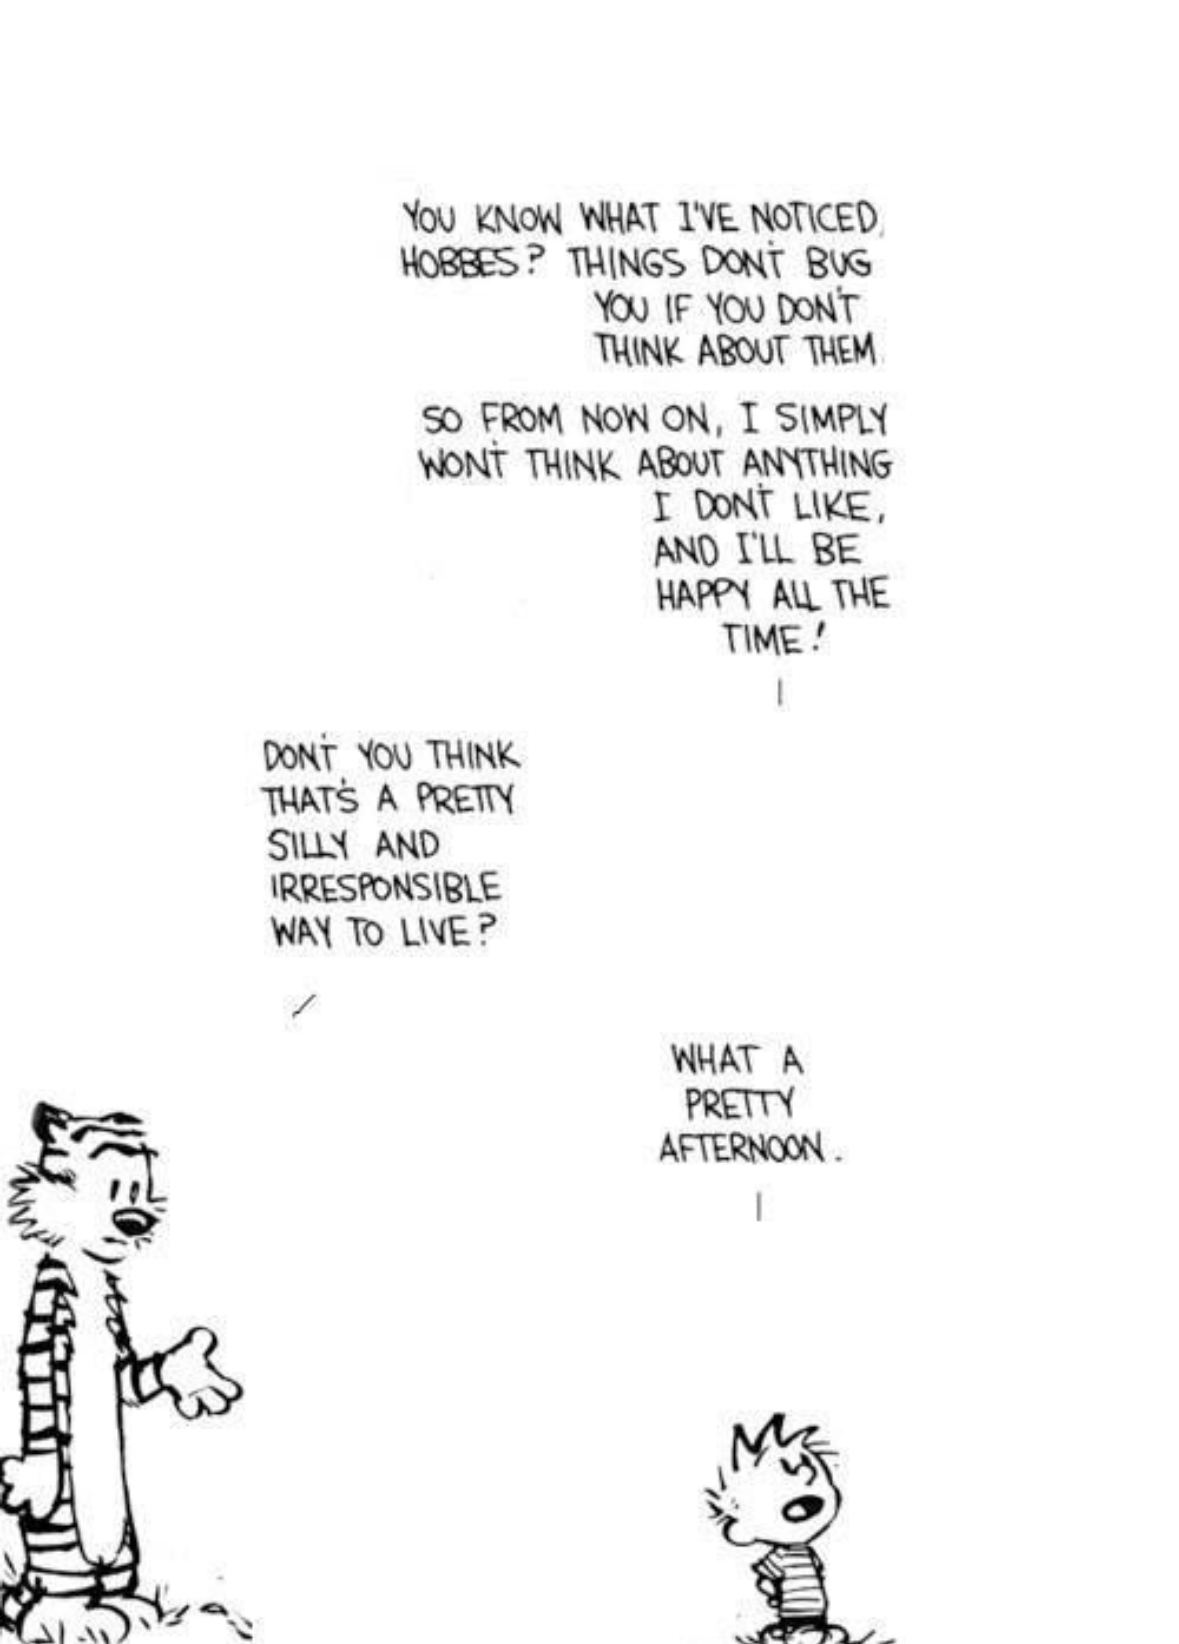 YOU KNOW WHAT I'VE NOTICED,
HOBBES? THINGS DON'T BUG
YOU IF YOU DON'T
THINK ABOUT THEM.
SO FROM NOW ON, I SIMPLY
WON'T THINK ABOUT ANYTHING
I DON'T LIKE,
AND I'LL BE
HAPPY ALL THE
TIME!
DON'T YOU THINK
THAT'S A PRETTY
SILLY AND
IRRESPONSIBLE
WAY TO LIVE?
WHAT A
PRETTY
AFTERNOON.